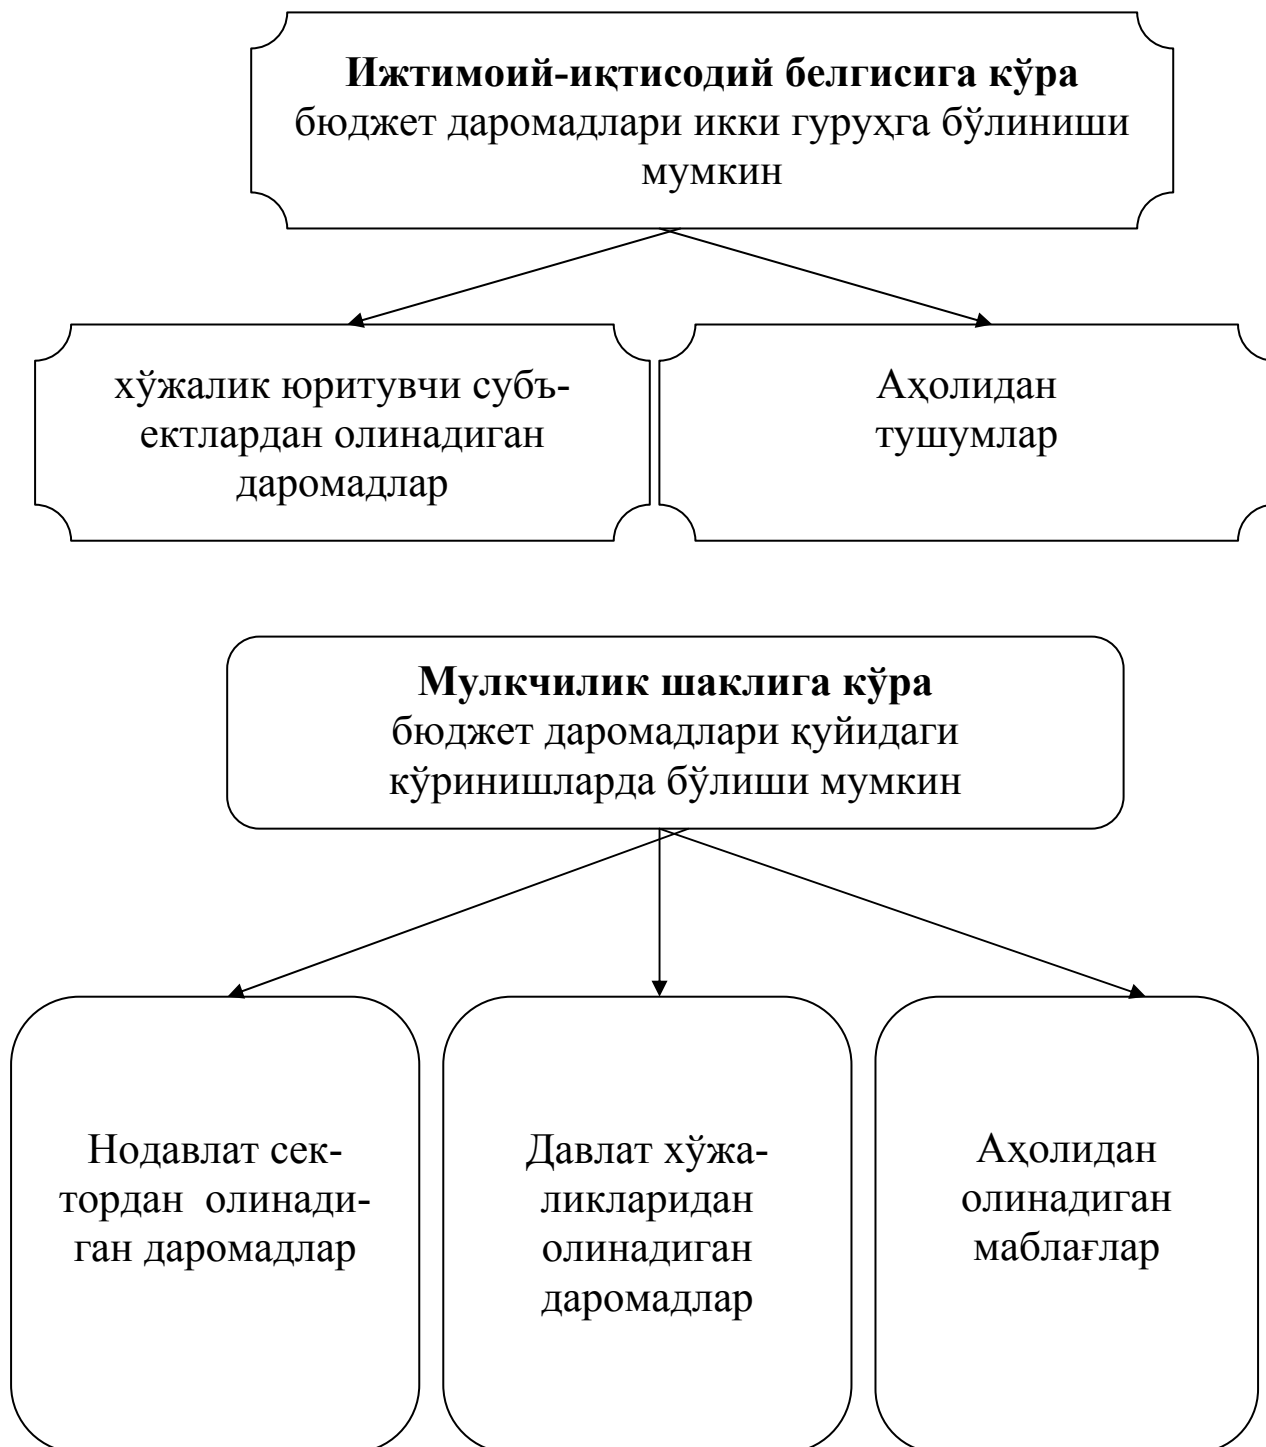 Ижтимоий-иқтисодий белгисига кўра
бюджет даромадлари икки гуруҳга бўлиниши
мумкин
хўжалик юритувчи субъ-
ектлардан олинадиган
даромадлар
Аҳолидан
тушумлар
Мулкчилик шаклига кўра
бюджет даромадлари қуйидаги
кўринишларда бўлиши мумкин
Нодавлат сек-
тордан олинади-
ган даромадлар
Давлат хўжа-
ликларидан
олинадиган
даромадлар
Аҳолидан
олинадиган
маблағлар